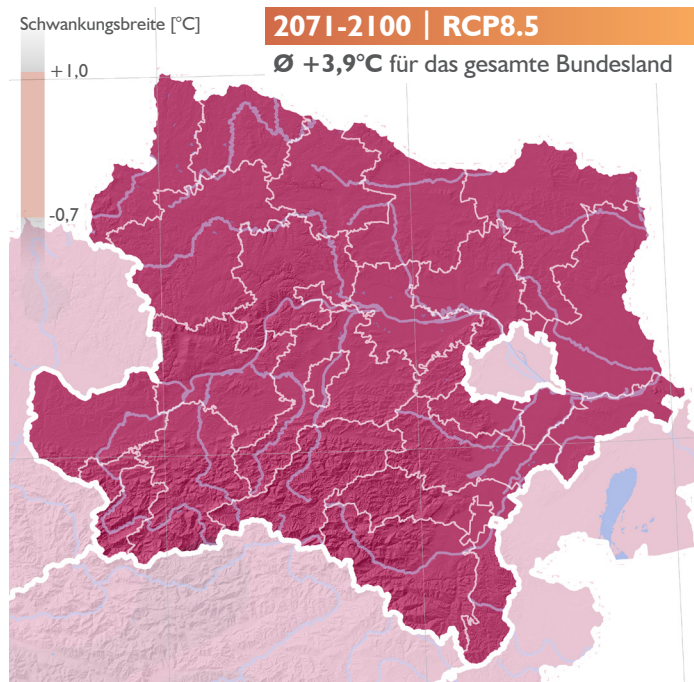 Schwankungsbreite [°C]
2071-2100 | RCP8.5
Ø +3,9°C für das gesamte Bundesland
+1,0
-0,7